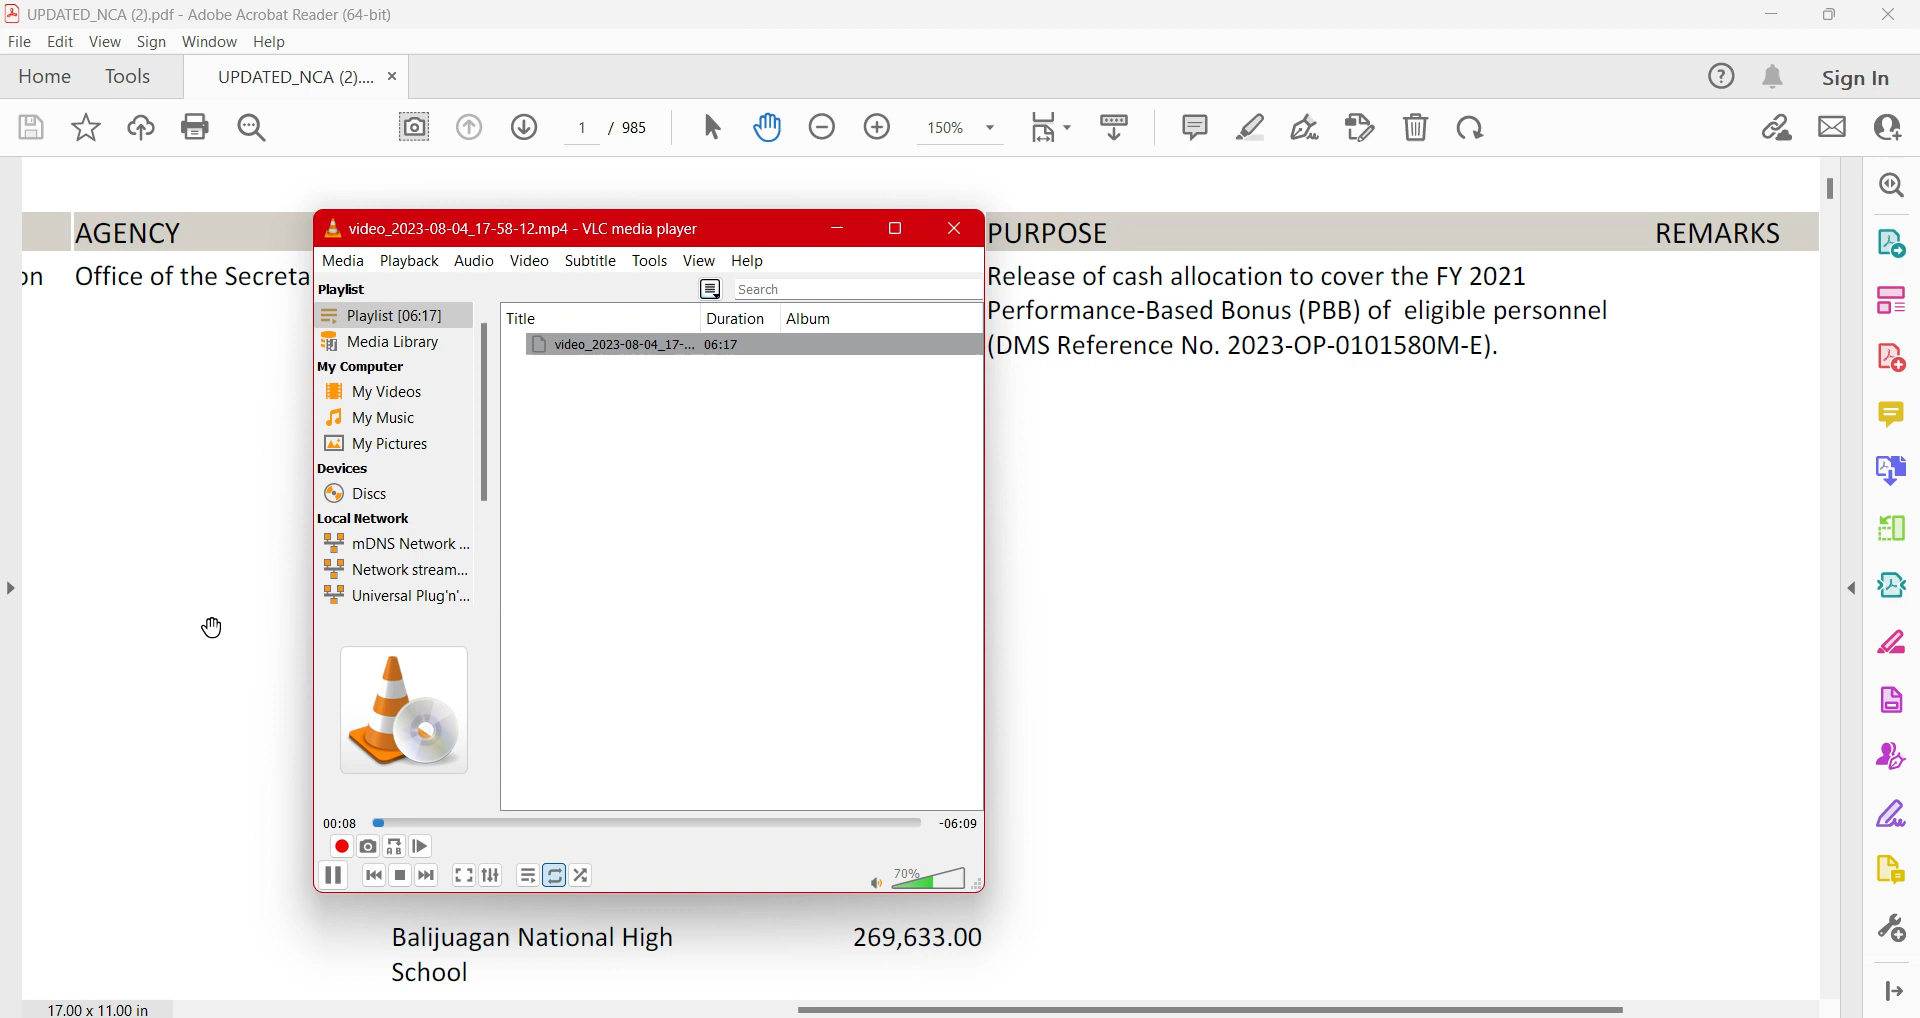 UPDATED_NCA (2).pdf - Adobe Acrobat Reader (64-bit)
File Edit View Sign Window Help
Home Tools UPDATED_NCA (2).... Sign In
1 / 985 150%
AGENCY PURPOSE REMARKS
on Office of the Secreta Release of cash allocation to cover the FY 2021
Performance-Based Bonus (PBB) of eligible personnel
(DMS Reference No. 2023-OP-0101580M-E).
video_2023-08-04_17-58-12.mp4 - VLC media player
Media Playback Audio Video Subtitle Tools View Help
Playlist Search
Playlist [06:17]
Media Library
My Computer
My Videos
My Music
My Pictures
Devices
Discs
Local Network
mDNS Network ...
Network stream...
Universal Plug'n'...
Title Duration Album
video_2023-08-04_17-... 06:17
00:08 -06:09
A B
70%
Balijuagan National High 269,633.00
School
17.00 x 11.00 in